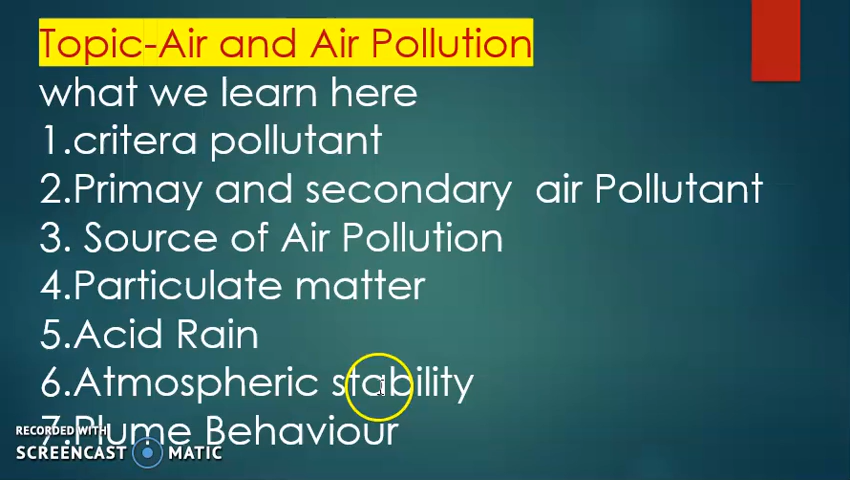 Topic-Air and Air Pollution
what we learn here
1.critera pollutant
2.Primay and secondary air Pollutant
3. Source of Air Pollution
4.Particulate matter
5.Acid Rain
6.Atmospheric stability
7.Plume Behaviour
RECORDED WITH
SCREENCAST MATIC